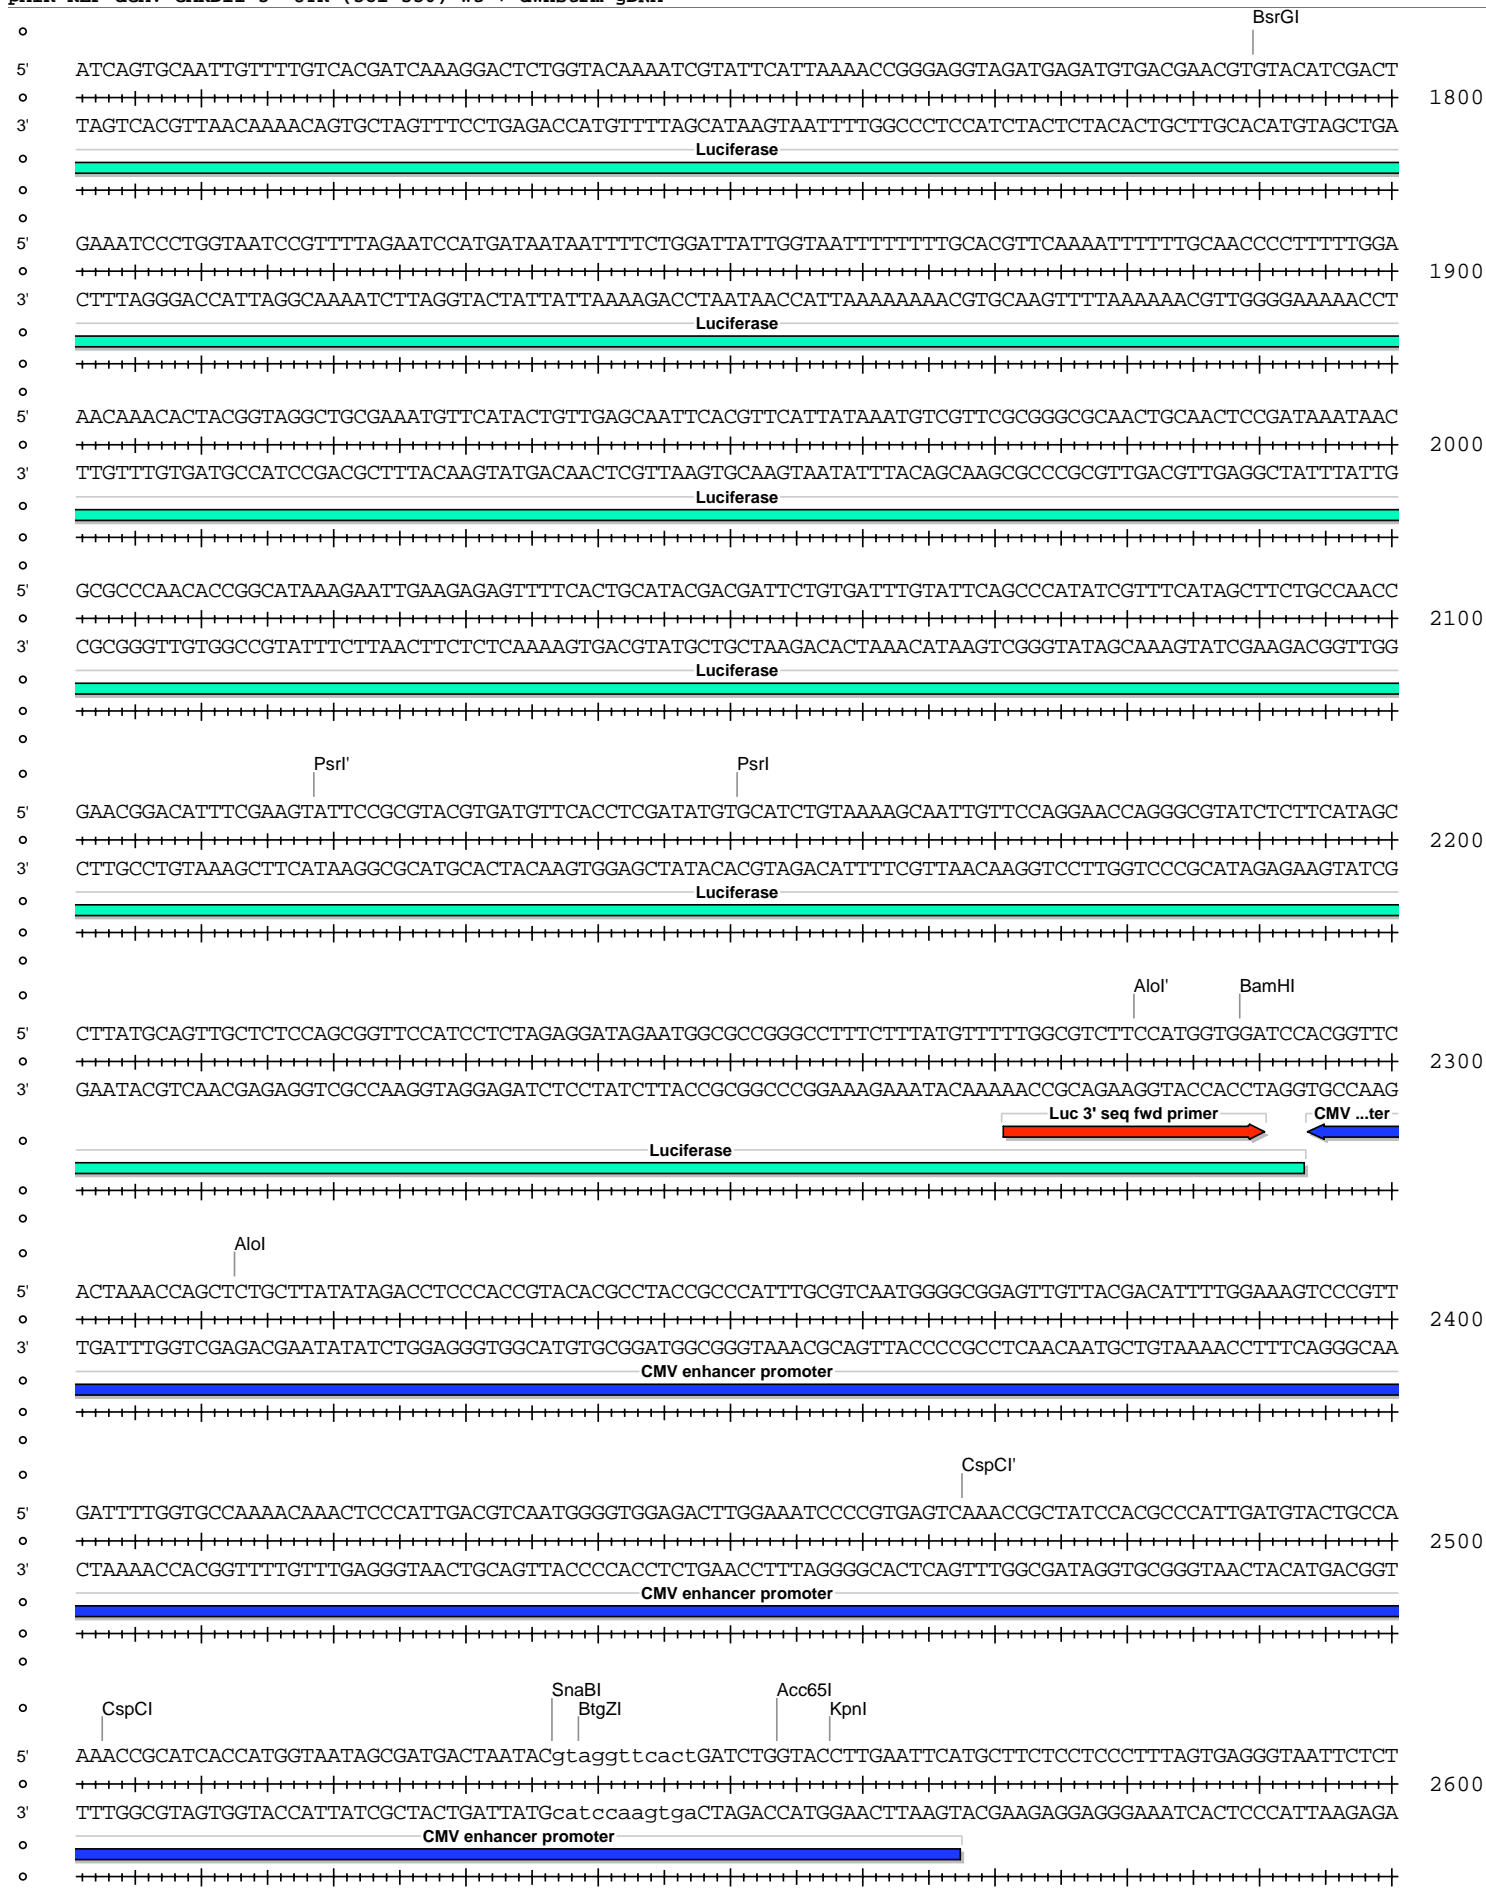 BsrGI
5' ATCAGTGCAATTGTTTTGTCACGATCAAAGGACTCTGGTACAAAATCGTATTCATTAAAACCGGGAGGTAGATGAGATGTGACGAACGTGTACATCGACT
1800
3' TAGTCACGTTAACAAAACAGTGCTAGTTTCCTGAGACCATGTTTTAGCATAAGTAATTTTGGCCCTCCATCTACTCTACACTGCTTGCACATGTAGCTGA
Luciferase
5' GAAATCCCTGGTAATCCGTTTTAGAATCCATGATAATAATTTTCTGGATTATTGGTAATTTTTTTTGCACGTTCAAAATTTTTTGCAACCCCTTTTTGGA
1900
3' CTTTAGGGACCATTAGGCAAAATCTTAGGTACTATTATTAAAAGACCTAATAACCATTAAAAAAAACGTGCAAGTTTTAAAAAACGTTGGGGAAAAACCT
Luciferase
5' AACAAACACTACGGTAGGCTGCGAAATGTTCATACTGTTGAGCAATTCACGTTCATTATAAATGTCGTTCGCGGGCGCAACTGCAACTCCGATAAATAAC
2000
3' TTGTTTGTGATGCCATCCGACGCTTTACAAGTATGACAACTCGTTAAGTGCAAGTAATATTTACAGCAAGCGCCCGCGTTGACGTTGAGGCTATTTATTG
Luciferase
5' GCGCCCAACACCGGCATAAAGAATTGAAGAGAGTTTTCACTGCATACGACGATTCTGTGATTTGTATTCAGCCCATATCGTTTCATAGCTTCTGCCAACC
2100
3' CGCGGGTTGTGGCCGTATTTCTTAACTTCTCTCAAAAGTGACGTATGCTGCTAAGACACTAAACATAAGTCGGGTATAGCAAAGTATCGAAGACGGTTGG
Luciferase
PsrI' PsrI
5' GAACGGACATTTCGAAGTATTCCGCGTACGTGATGTTCACCTCGATATGTGCATCTGTAAAAGCAATTGTTCCAGGAACCAGGGCGTATCTCTTCATAGC
2200
3' CTTGCCTGTAAAGCTTCATAAGGCGCATGCACTACAAGTGGAGCTATACACGTAGACATTTTCGTTAACAAGGTCCTTGGTCCCGCATAGAGAAGTATCG
Luciferase
AloI' BamHI
5' CTTATGCAGTTGCTCTCCAGCGGTTCCATCCTCTAGAGGATAGAATGGCGCCGGGCCTTTCTTTATGTTTTTGGCGTCTTCCATGGTGGATCCACGGTTC
2300
3' GAATACGTCAACGAGAGGTCGCCAAGGTAGGAGATCTCCTATCTTACCGCGGCCCGGAAAGAAATACAAAAACCGCAGAAGGTACCACCTAGGTGCCAAG
Luc 3' seq fwd primer CMV ...ter
Luciferase
AloI
5' ACTAAACCAGCTCTGCTTATATAGACCTCCCACCGTACACGCCTACCGCCCATTTGCGTCAATGGGGCGGAGTTGTTACGACATTTTGGAAAGTCCCGTT
2400
3' TGATTTGGTCGAGACGAATATATCTGGAGGGTGGCATGTGCGGATGGCGGGTAAACGCAGTTACCCCGCCTCAACAATGCTGTAAAACCTTTCAGGGCAA
CMV enhancer promoter
CspCI'
5' GATTTTGGTGCCAAAACAAACTCCCATTGACGTCAATGGGGTGGAGACTTGGAAATCCCCGTGAGTCAAACCGCTATCCACGCCCATTGATGTACTGCCA
2500
3' CTAAAACCACGGTTTTGTTTGAGGGTAACTGCAGTTACCCCACCTCTGAACCTTTAGGGGCACTCAGTTTGGCGATAGGTGCGGGTAACTACATGACGGT
CMV enhancer promoter
CspCI SnaBI BtgZI Acc65I KpnI
5' AAACCGCATCACCATGGTAATAGCGATGACTAATACgtaggttcactGATCTGGTACCTTGAATTCATGCTTCTCCTCCCTTTAGTGAGGGTAATTCTCT
2600
3' TTTGGCGTAGTGGTACCATTATCGCTACTGATTATGcatccaagtgaCTAGACCATGGAACTTAAGTACGAAGAGGAGGGAAATCACTCCCATTAAGAGA
CMV enhancer promoter